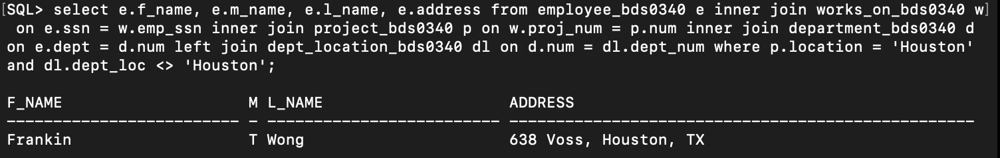 [SQL> select e.f_name, e.m_name, e.l_name, e.address from employee_bds0340 e inner join works_on_bds0340 w]
 on e.ssn = w.emp_ssn inner join project_bds0340 p on w.proj_num = p.num inner join department_bds0340 d
on e.dept = d.num left join dept_location_bds0340 dl on d.num = dl.dept_num where p.location = 'Houston'
and dl.dept_loc <> 'Houston';
F_NAME                    M L_NAME                    ADDRESS
------------------------- - ------------------------- --------------------------------------------------
Frankin                   T Wong                      638 Voss, Houston, TX